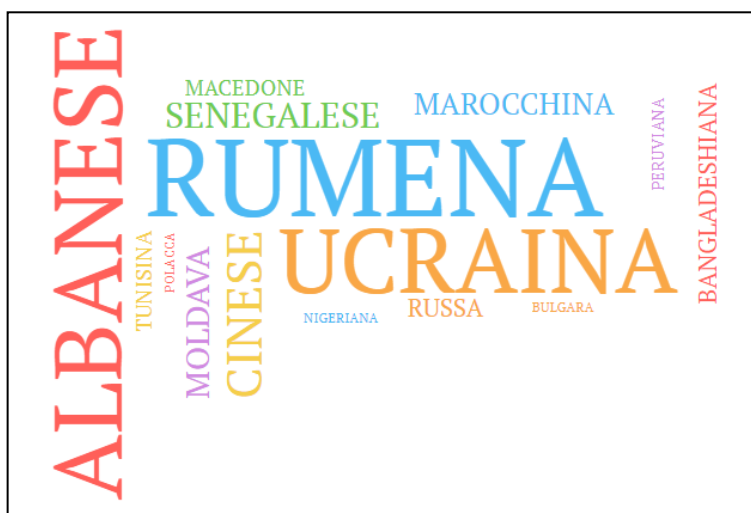 ALBANESE
MACEDONE
SENEGALESE
MAROCCHINA
PERUVIANA
BANGLADESHIANA
RUMENA
UCRAINA
TUNISINA
POLACCA
MOLDAVA
CINESE
NIGERIANA
RUSSA
BULGARA